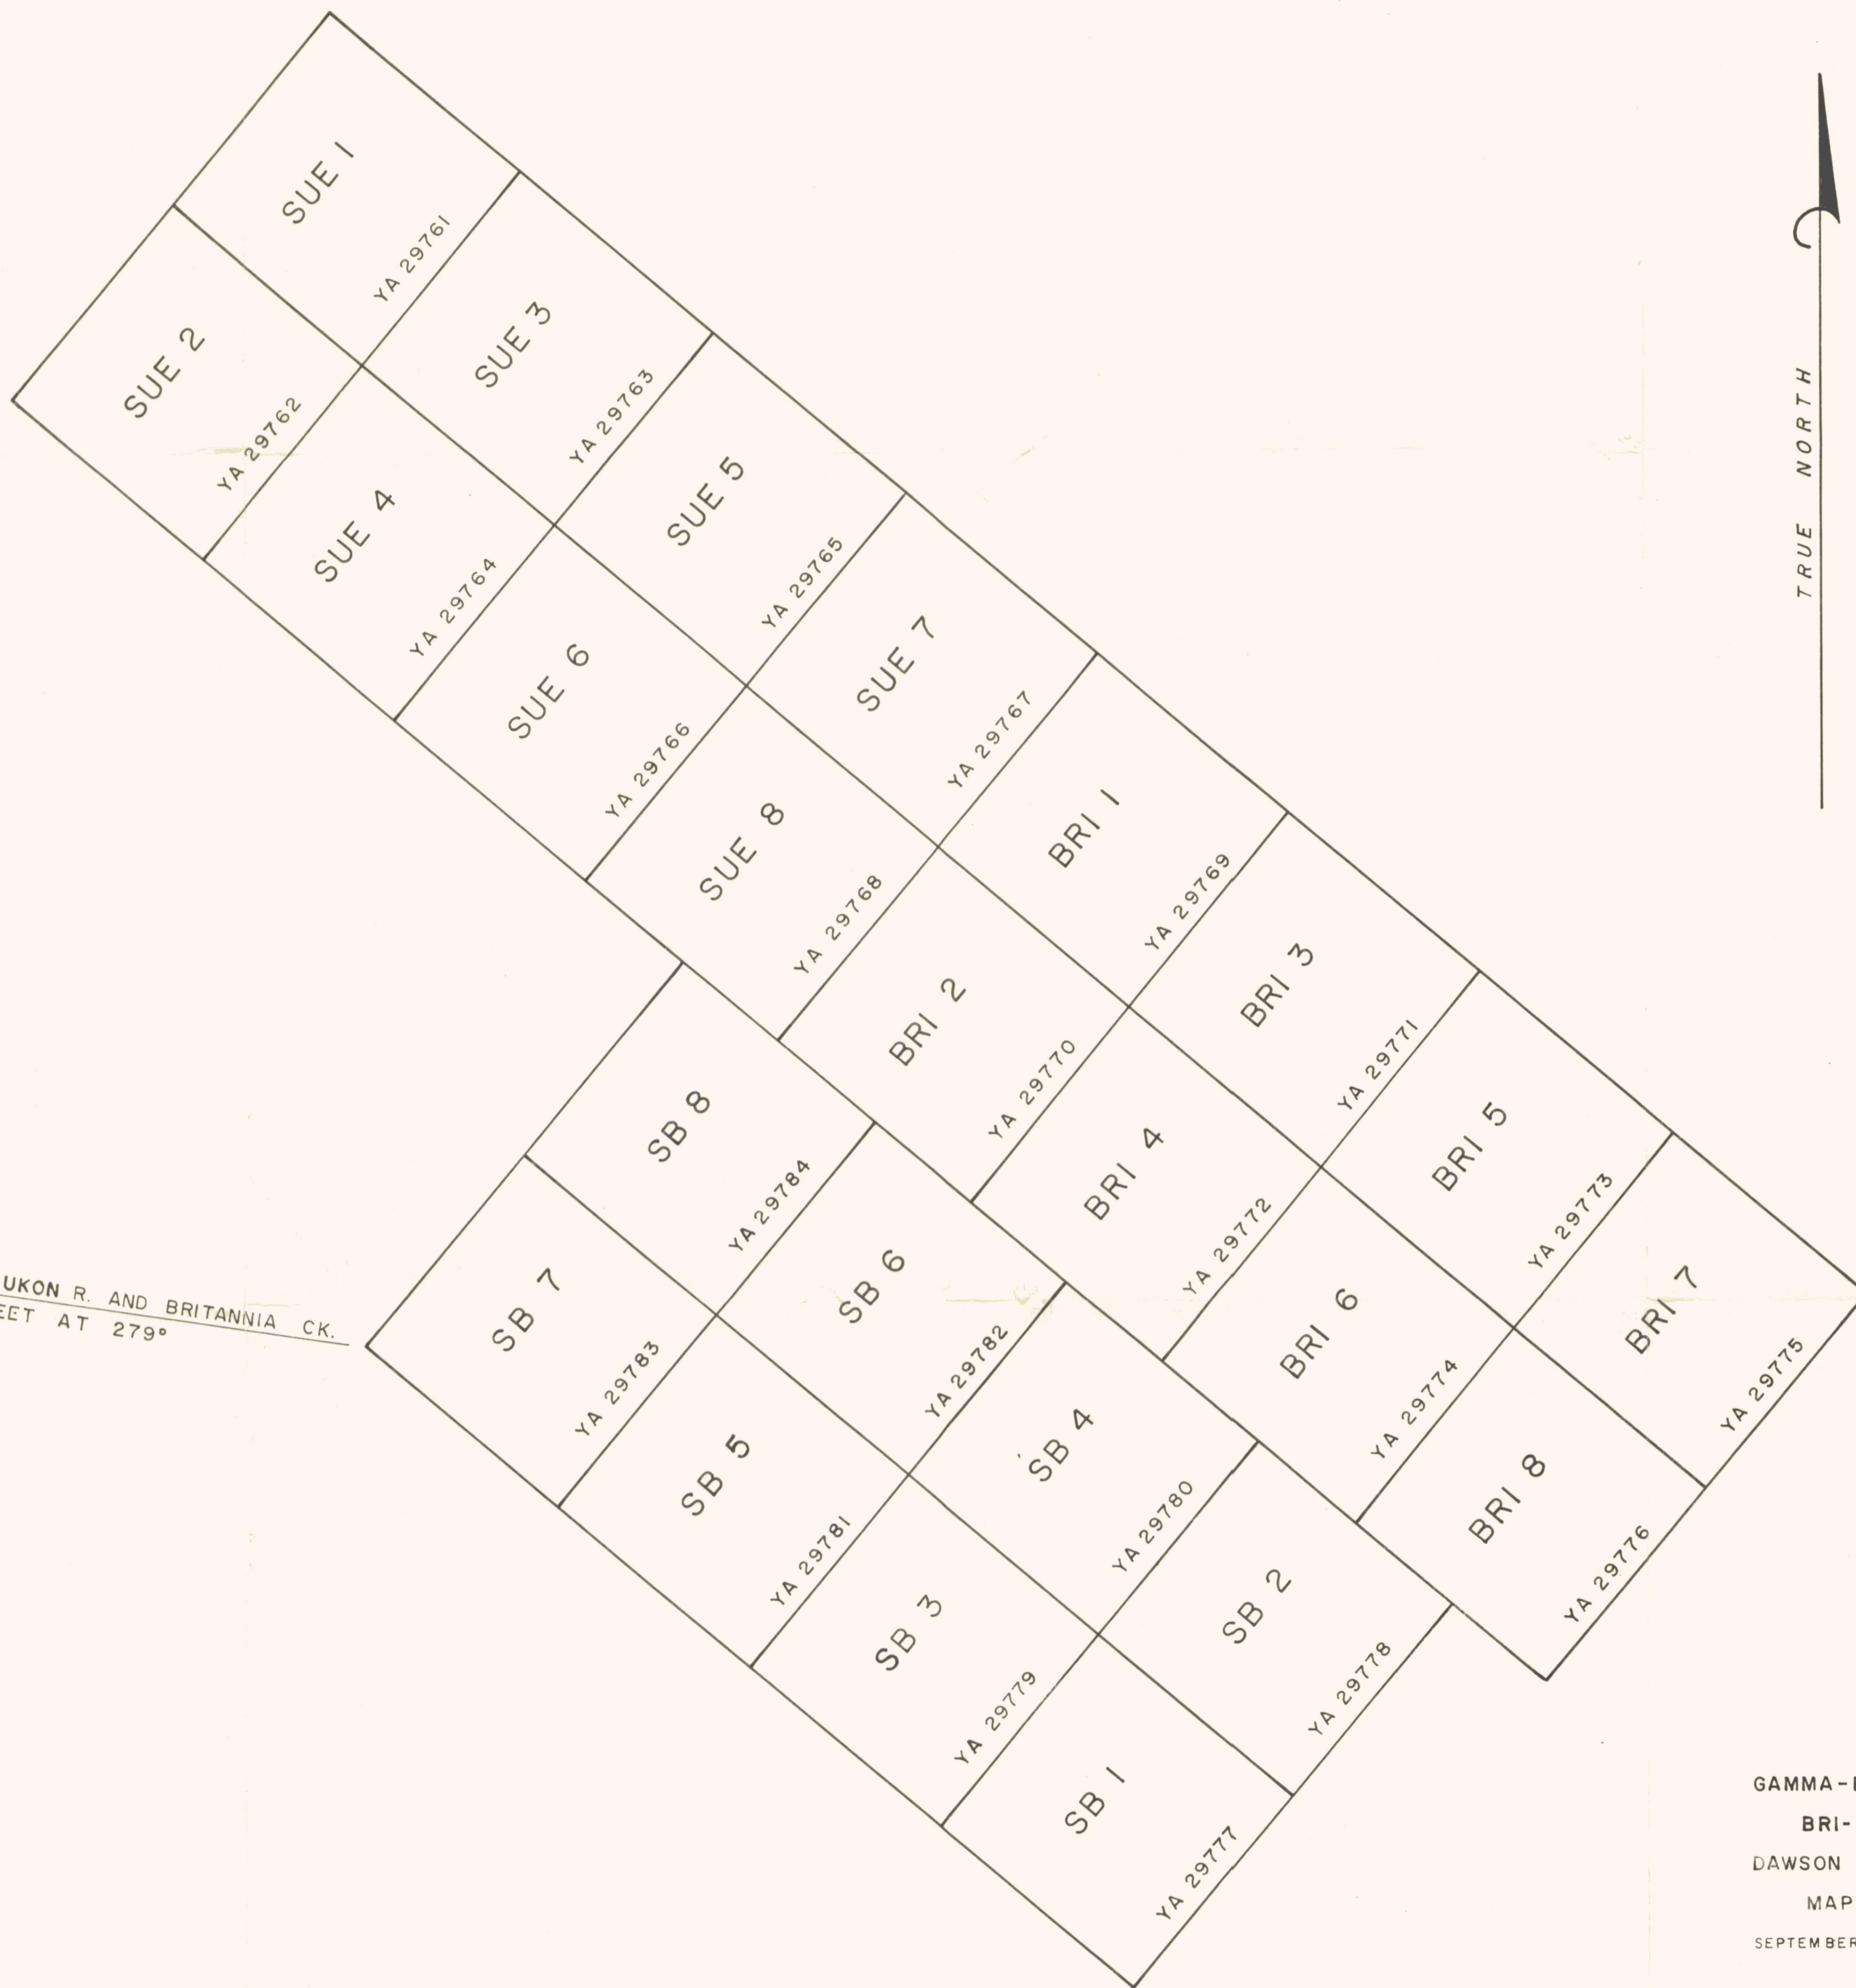 SUE 1
YA 29761
SUE 2
YA 29762
SUE 3
YA 29763
SUE 4
YA 29764
SUE 5
YA 29765
SUE 6
YA 29766
SUE 7
YA 29767
SUE 8
YA 29768
BRI 1
YA 29769
BRI 2
YA 29770
BRI 3
YA 29771
BRI 4
YA 29772
BRI 5
YA 29773
BRI 6
YA 29774
BRI 7
YA 29775
BRI 8
YA 29776
SB 8
YA 29784
SB 7
YA 29783
SB 6
YA 29782
SB 5
YA 29781
SB 4
YA 29780
SB 3
YA 29779
SB 2
YA 29778
SB 1
YA 29777
TRUE NORTH
UKON R. AND BRITANNIA CK.
EET AT 279°
GAMMA-
BRI-
DAWSON
MAP
SEPTEMBER